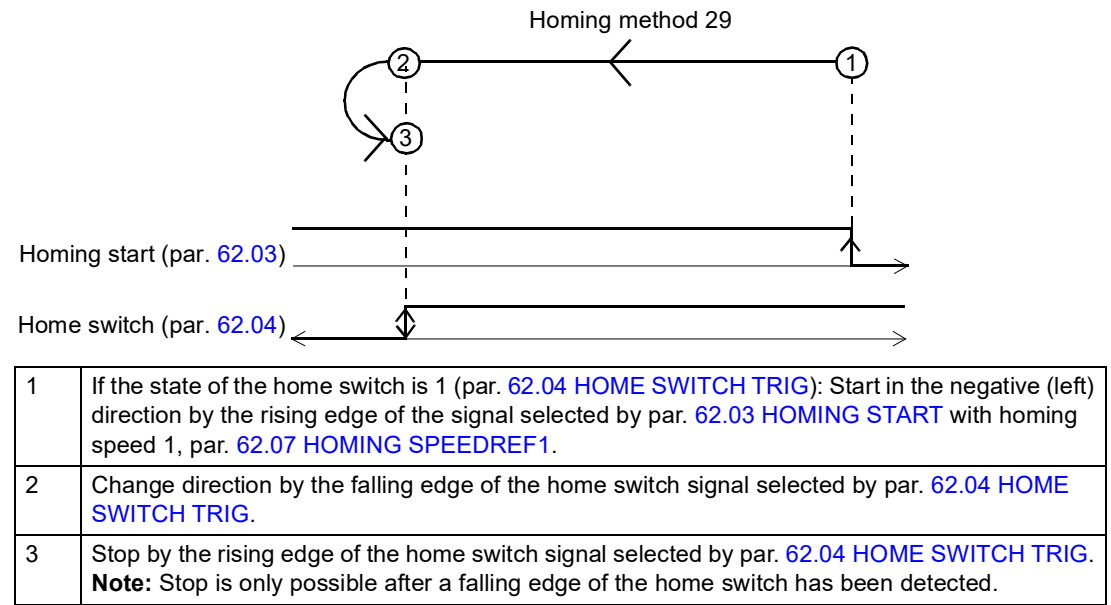 Homing method 29
2
1
3
Homing start (par. 62.03)
Home switch (par. 62.04)
1
If the state of the home switch is 1 (par. 62.04 HOME SWITCH TRIG): Start in the negative (left)
direction by the rising edge of the signal selected by par. 62.03 HOMING START with homing
speed 1, par. 62.07 HOMING SPEEDREF1.
2
Change direction by the falling edge of the home switch signal selected by par. 62.04 HOME
SWITCH TRIG.
3
Stop by the rising edge of the home switch signal selected by par. 62.04 HOME SWITCH TRIG.
Note: Stop is only possible after a falling edge of the home switch has been detected.